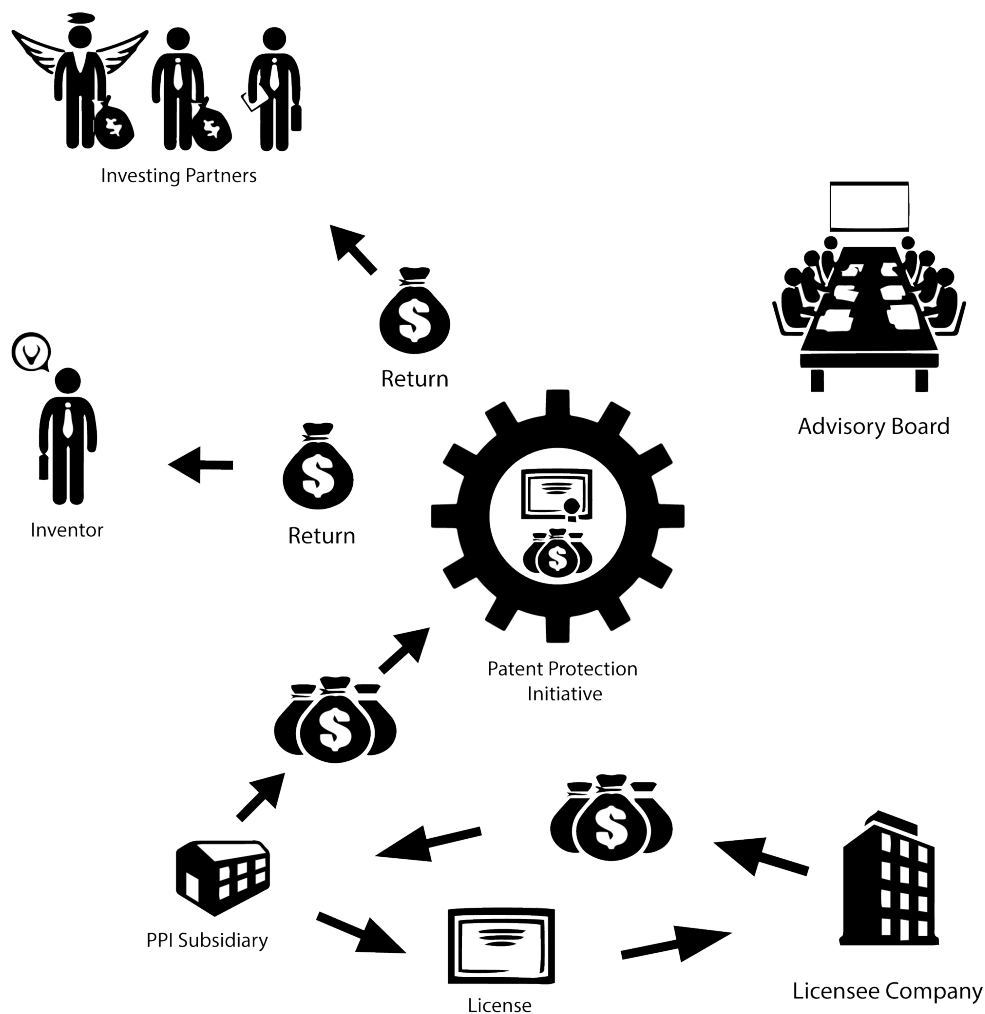 Investing Partners
Return
Advisory Board
Inventor
Return
Patent Protection
Initiative
PPI Subsidiary
License
Licensee Company